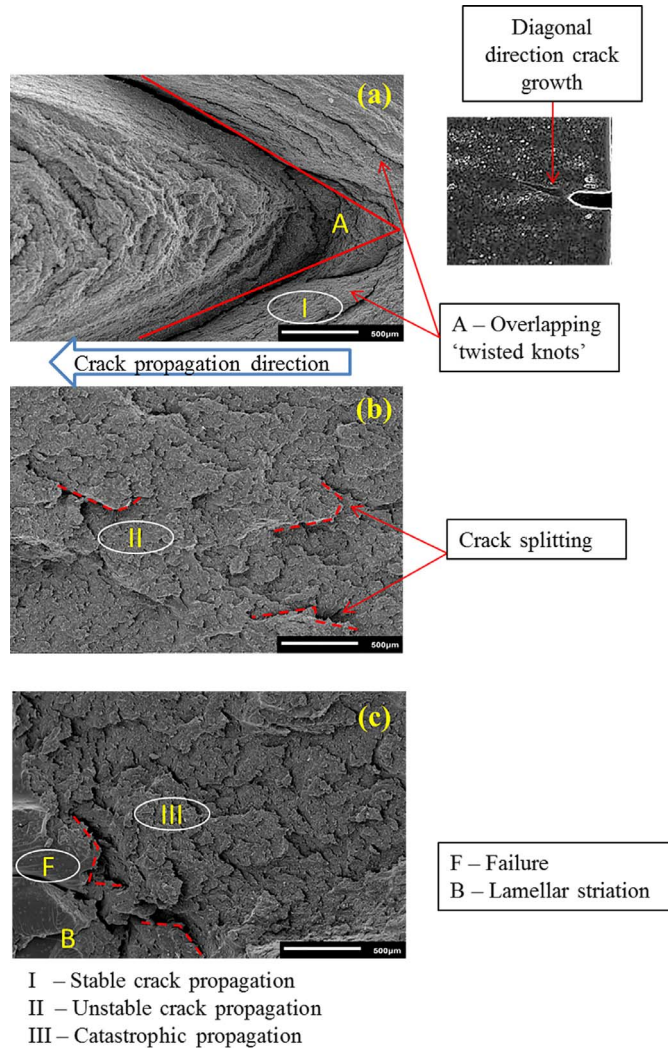 Diagonal
direction crack
growth
(a)
A
I
500µm
A – Overlapping
‘twisted knots’
Crack propagation direction
(b)
II
Crack splitting
500µm
(c)
III
F
B
500µm
F – Failure
B – Lamellar striation
I – Stable crack propagation
II – Unstable crack propagation
III – Catastrophic propagation